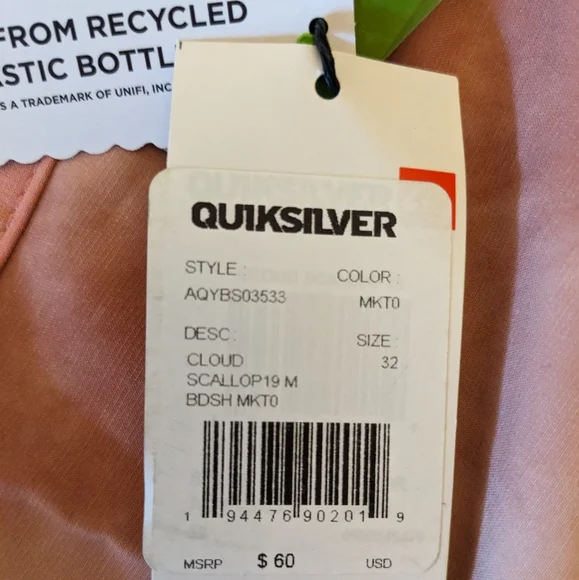 FROM RECYCLED
ASTIC BOTTL
S A TRADEMARK OF UNIFI, INC
QUIKSILVER
STYLE :
COLOR :
AQYBS03533
MKT0
DESC :
SIZE :
CLOUD
32
SCALLOP19 M
BDSH MKT0
1 94476 90201 9
MSRP $ 60 USD